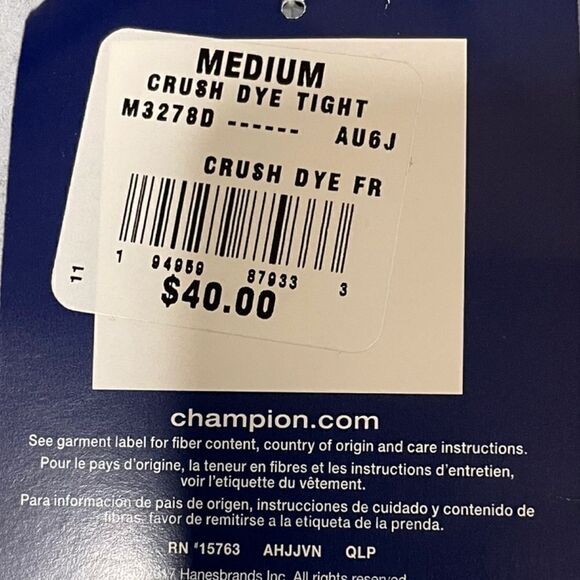 MEDIUM
CRUSH DYE TIGHT
M3278D ------ AU6J
CRUSH DYE FR
11
1 94959 87933 3
$40.00
champion.com
See garment label for fiber content, country of origin and care instructions.
Pour le pays d'origine, la teneur en fibres et les instructions d'entretien,
voir l'etiquette du vêtement.
Para información de pais de origen, instrucciones de cuidado y contenido de
fibras, favor de remitirse a la etiqueta de la prenda.
RN #15763 AHJJVN QLP
Hanesbrands Inc. All rights reserved